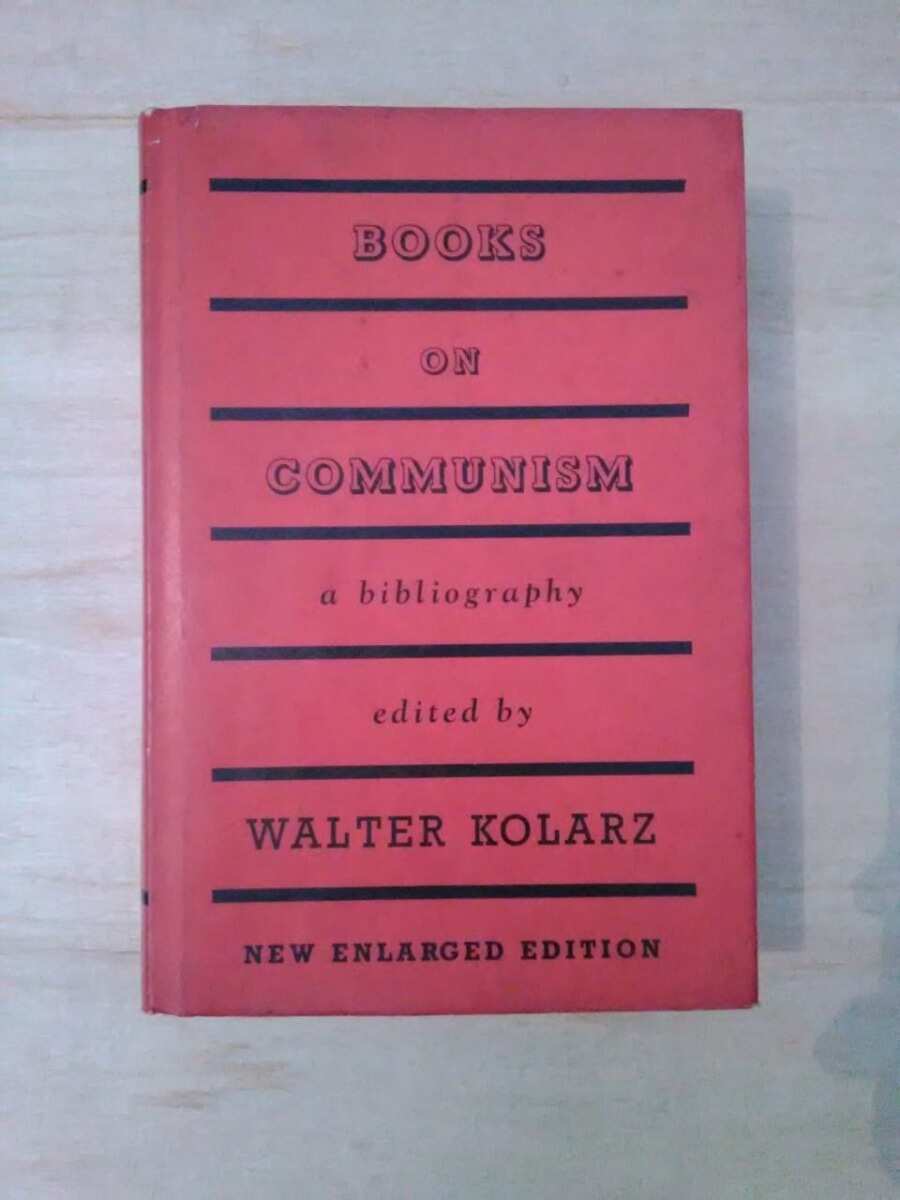 BOOKS
ON
COMMUNISM
a bibliography
edited by
WALTER KOLARZ
NEW ENLARGED EDITION